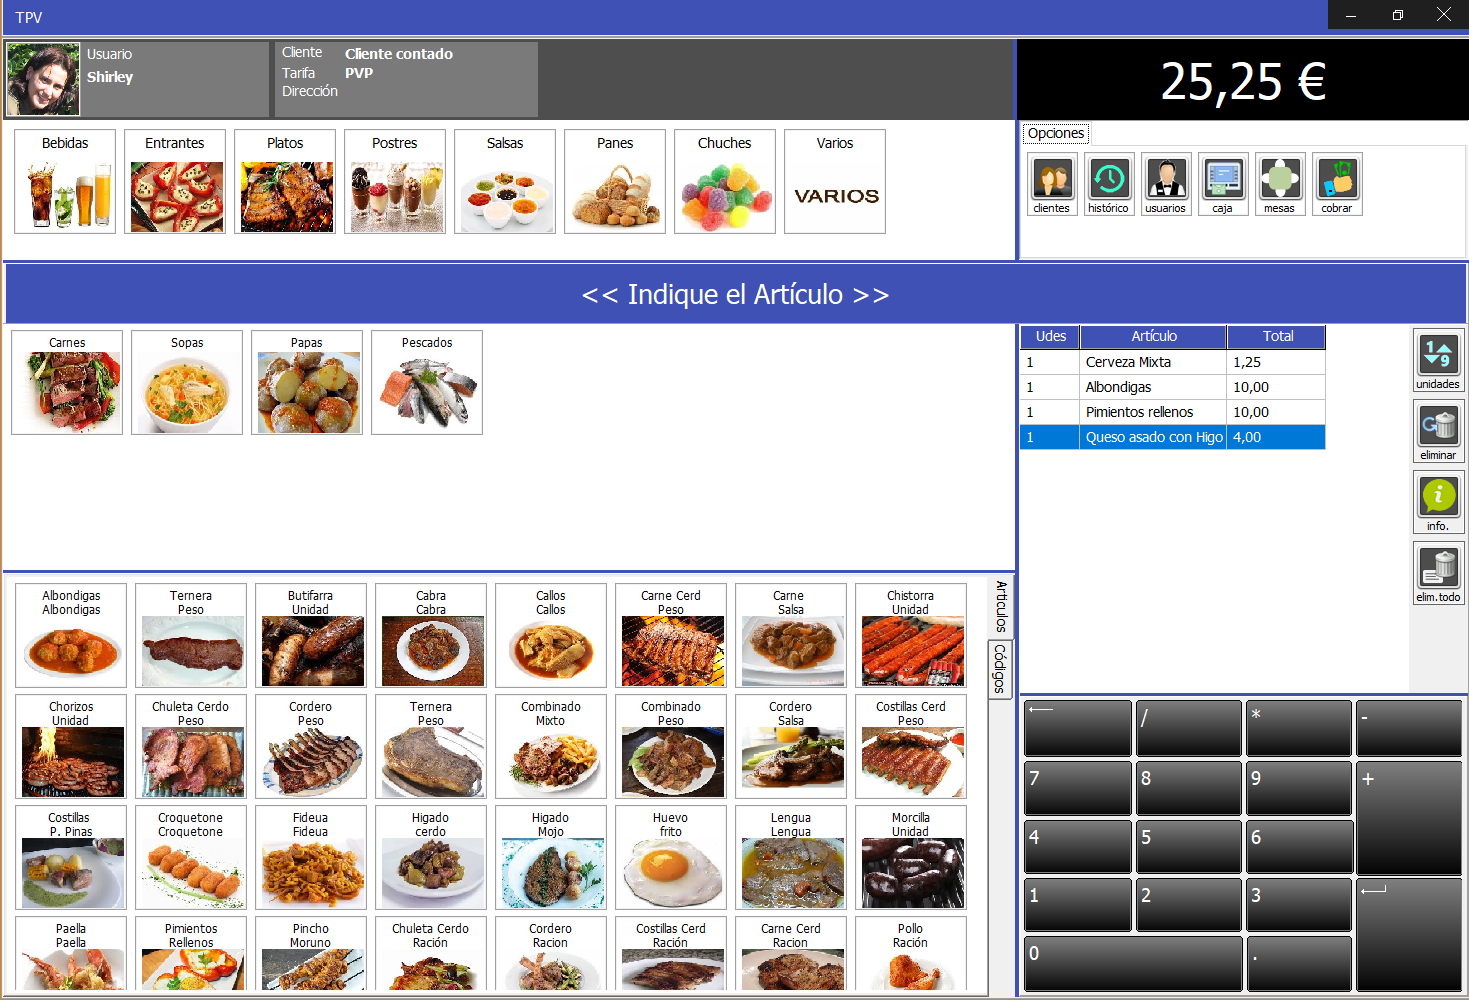 TPV
Usuario
Shirley
Cliente Cliente contado
Tarifa PVP
Dirección
25,25 €
Bebidas
Entrantes
Platos
Postres
Salsas
Panes
Chuches
Varios
VARIOS
Opciones
clientes
histórico
usuarios
caja
mesas
cobrar
<< Indique el Artículo >>
Carnes
Sopas
Papas
Pescados
Udes Artículo Total
1 Cerveza Mixta 1,25
1 Albondigas 10,00
1 Pimientos rellenos 10,00
1 Queso asado con Higo 4,00
1 9
unidades
eliminar
i
info.
elim.todo
Albondigas
Albondigas
Ternera
Peso
Butifarra
Unidad
Cabra
Cabra
Callos
Callos
Carne Cerd
Peso
Carne
Salsa
Chistorra
Unidad
Chorizos
Unidad
Chuleta Cerdo
Peso
Cordero
Peso
Ternera
Peso
Combinado
Mixto
Combinado
Peso
Cordero
Salsa
Costillas Cerd
Peso
Costillas
P. Pinas
Croquetone
Croquetone
Fideua
Fideua
Higado
cerdo
Higado
Mojo
Huevo
frito
Lengua
Lengua
Morcilla
Unidad
Paella
Paella
Pimientos
Rellenos
Pincho
Moruno
Chuleta Cerdo
Ración
Cordero
Racion
Costillas Cerd
Ración
Carne Cerd
Racion
Pollo
Ración
Articulos
Códigos
/ * -
7 8 9 +
4 5 6
1 2 3
0 .